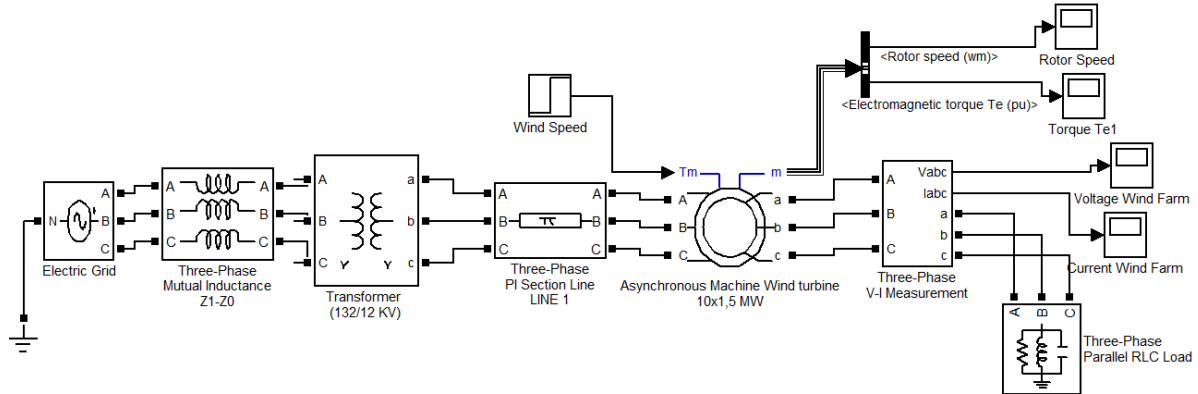 <Rotor speed (wm)>
Rotor Speed
<Electromagnetic torque Te (pu)>
Torque Te1
Wind Speed
Tm
m
Vabc
Iabc
a
b
c
A
B
C
Voltage Wind Farm
Current Wind Farm
N
A
B
C
Electric Grid
A
B
C
A
B
C
Three-Phase
Mutual Inductance
Z1-Z0
A
B
C
a
b
c
Y
Y
Transformer
(132/12 KV)
A
B
C
A
B
C
Three-Phase
PI Section Line
LINE 1
A
B
C
a
b
c
Asynchronous Machine Wind turbine
10x1,5 MW
Three-Phase
V-I Measurement
A
B
C
Three-Phase
Parallel RLC Load